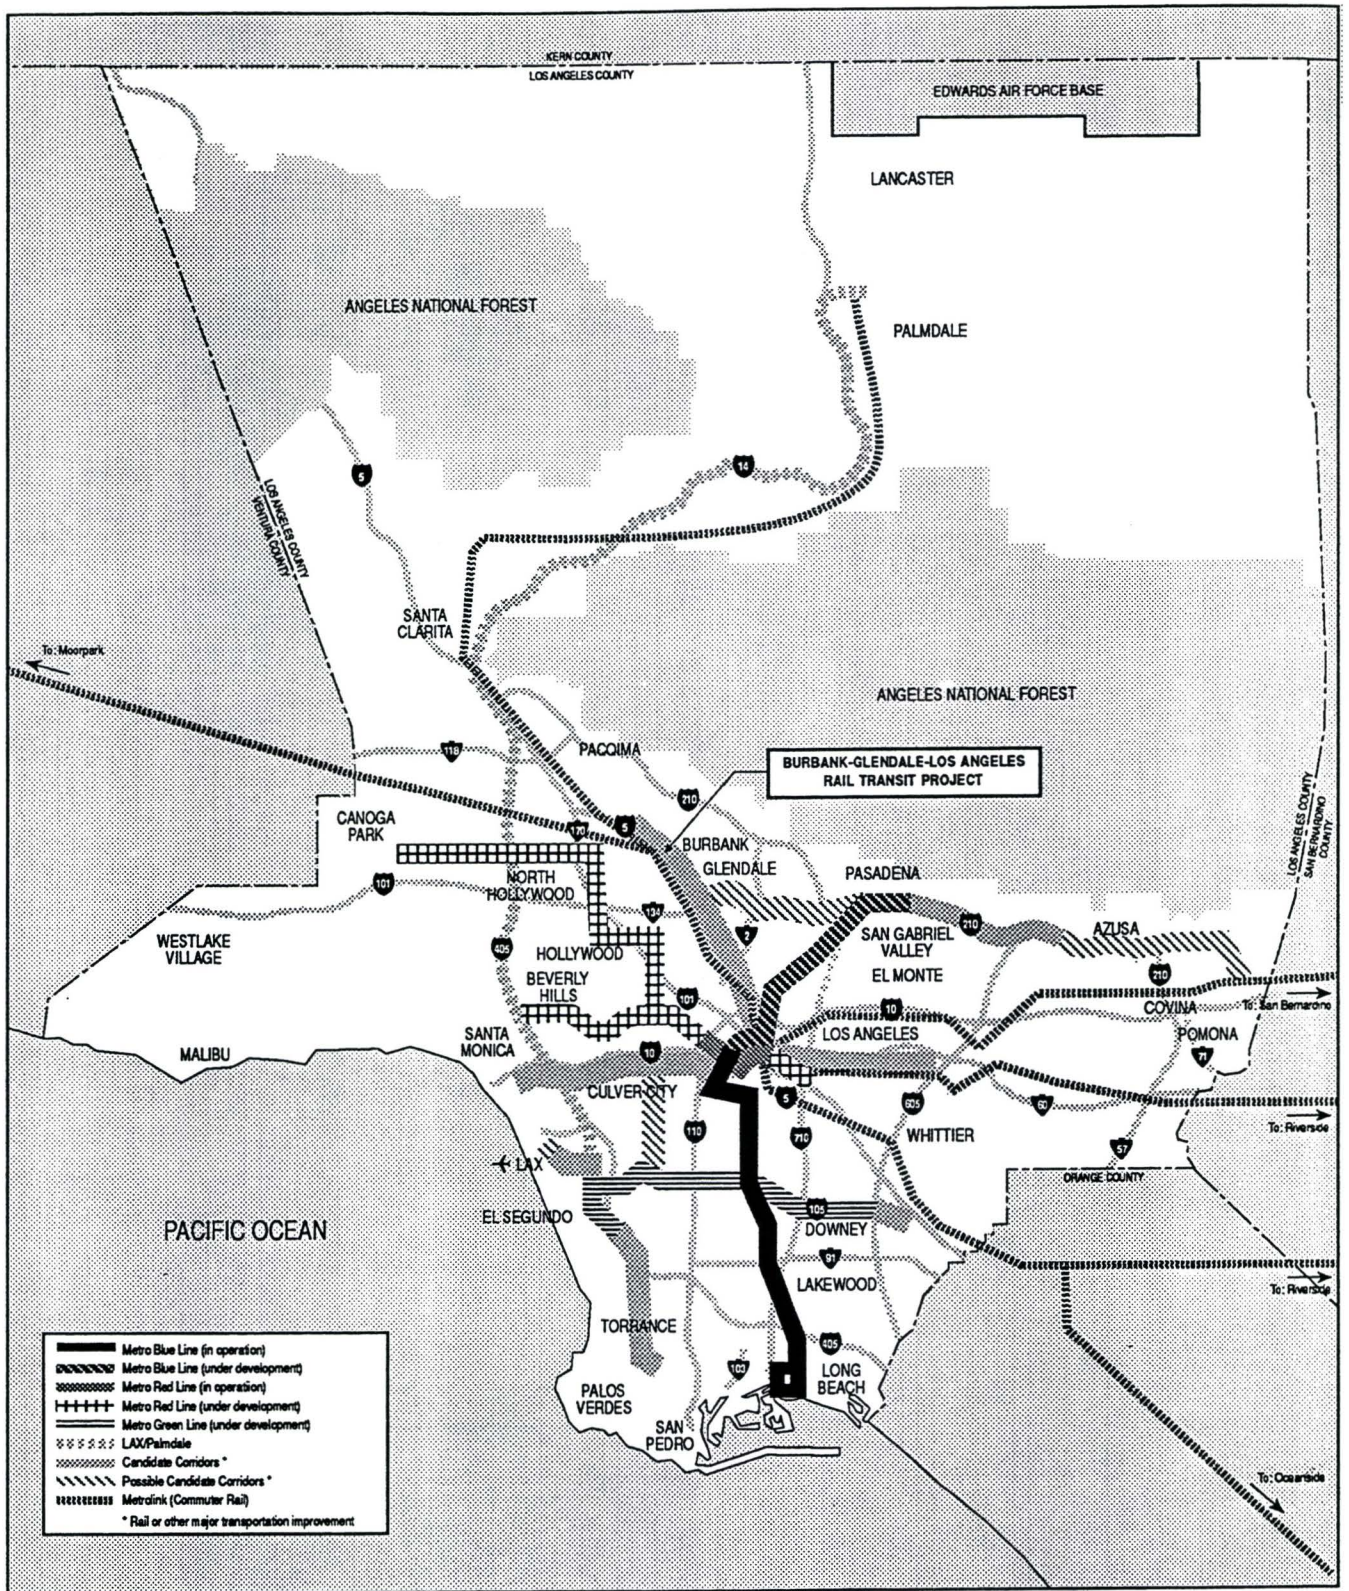 KERN COUNTY
LOS ANGELES COUNTY
EDWARDS AIR FORCE BASE
LANCASTER
ANGELES NATIONAL FOREST
PALMDALE
14
5
LOS ANGELES COUNTY
VENTURA COUNTY
SANTA
CLARITA
To: Moorpark
ANGELES NATIONAL FOREST
118
PACOIMA
BURBANK-GLENDALE-LOS ANGELES
RAIL TRANSIT PROJECT
210
LOS ANGELES COUNTY
SAN BERNARDINO
COUNTY
CANOGA
PARK
170
5
BURBANK
GLENDALE
PASADENA
101
NORTH
HOLLYWOOD
134
2
210
SAN GABRIEL
VALLEY
AZUSA
WESTLAKE
VILLAGE
405
HOLLYWOOD
EL MONTE
210
BEVERLY
HILLS
101
10
COVINA
To: San Bernardino
SANTA
MONICA
LOS ANGELES
POMONA
MALIBU
10
71
CULVER CITY
5
605
60
To: Riverside
110
710
WHITTIER
57
LAX
ORANGE COUNTY
EL SEGUNDO
105
DOWNEY
PACIFIC OCEAN
91
LAKEWOOD
To: Riverside
TORRANCE
405
103
LONG
BEACH
PALOS
VERDES
SAN
PEDRO
To: Oceanside
Metro Blue Line (in operation)
Metro Blue Line (under development)
Metro Red Line (in operation)
Metro Red Line (under development)
Metro Green Line (under development)
LAX/Palmdale
Candidate Corridors *
Possible Candidate Corridors *
Metrolink (Commuter Rail)
* Rail or other major transportation improvement